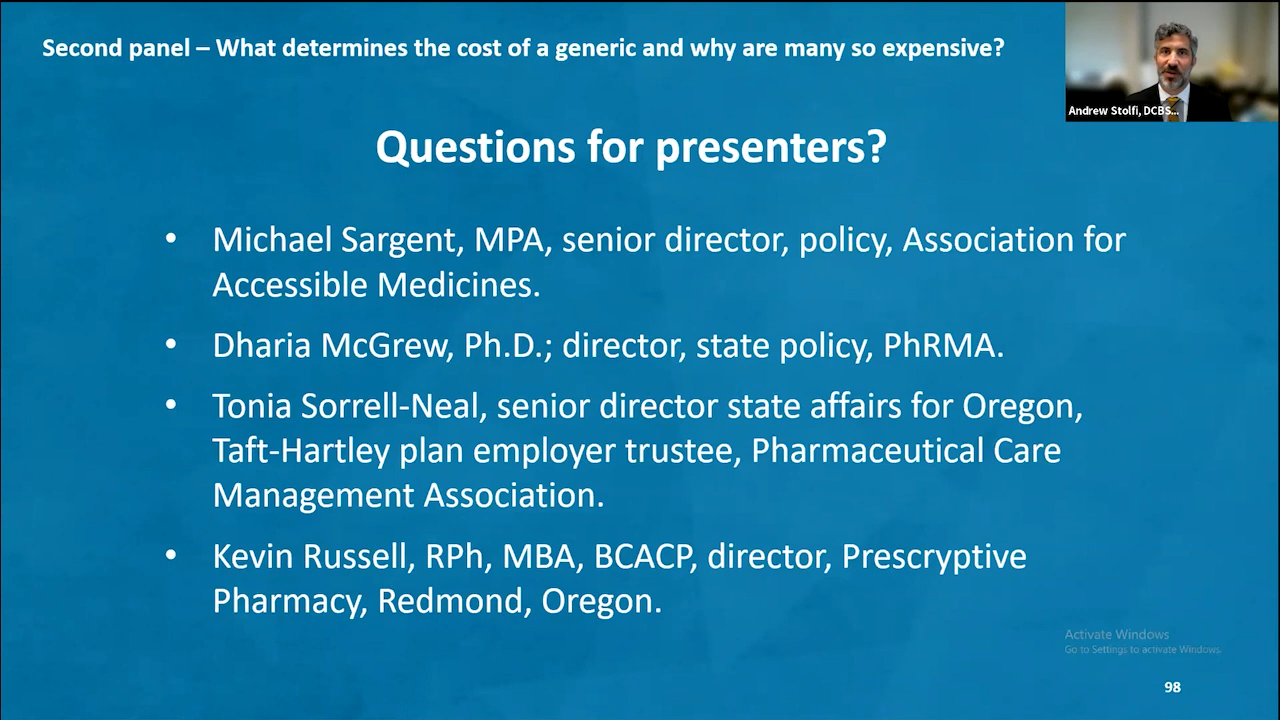 Second panel – What determines the cost of a generic and why are many so expensive?
Andrew Stolfi, DCBS...
Questions for presenters?
• Michael Sargent, MPA, senior director, policy, Association for
Accessible Medicines.
• Dharia McGrew, Ph.D.; director, state policy, PhRMA.
• Tonia Sorrell-Neal, senior director state affairs for Oregon,
Taft-Hartley plan employer trustee, Pharmaceutical Care
Management Association.
• Kevin Russell, RPh, MBA, BCACP, director, Prescryptive
Pharmacy, Redmond, Oregon.
Activate Windows
Go to Settings to activate Windows.
98